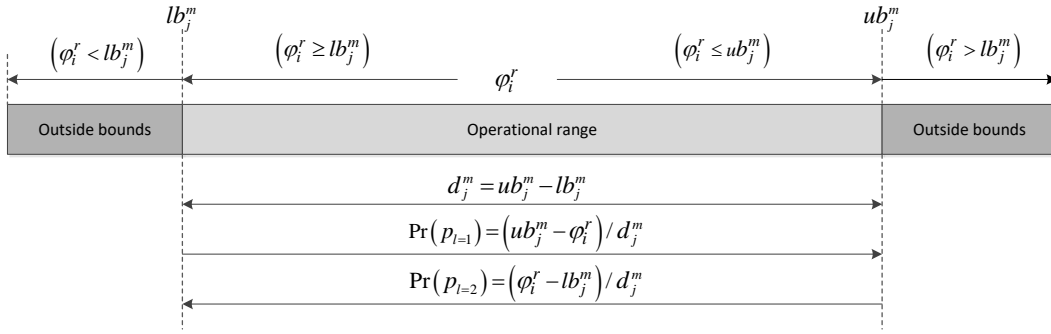 lb_j^m ub_j^m
(φ_i^r < lb_j^m) (φ_i^r ≥ lb_j^m) (φ_i^r ≤ ub_j^m) (φ_i^r > lb_j^m)
φ_i^r
Outside bounds Operational range Outside bounds
d_j^m = ub_j^m − lb_j^m
Pr(p_{l=1}) = (ub_j^m − φ_i^r) / d_j^m
Pr(p_{l=2}) = (φ_i^r − lb_j^m) / d_j^m